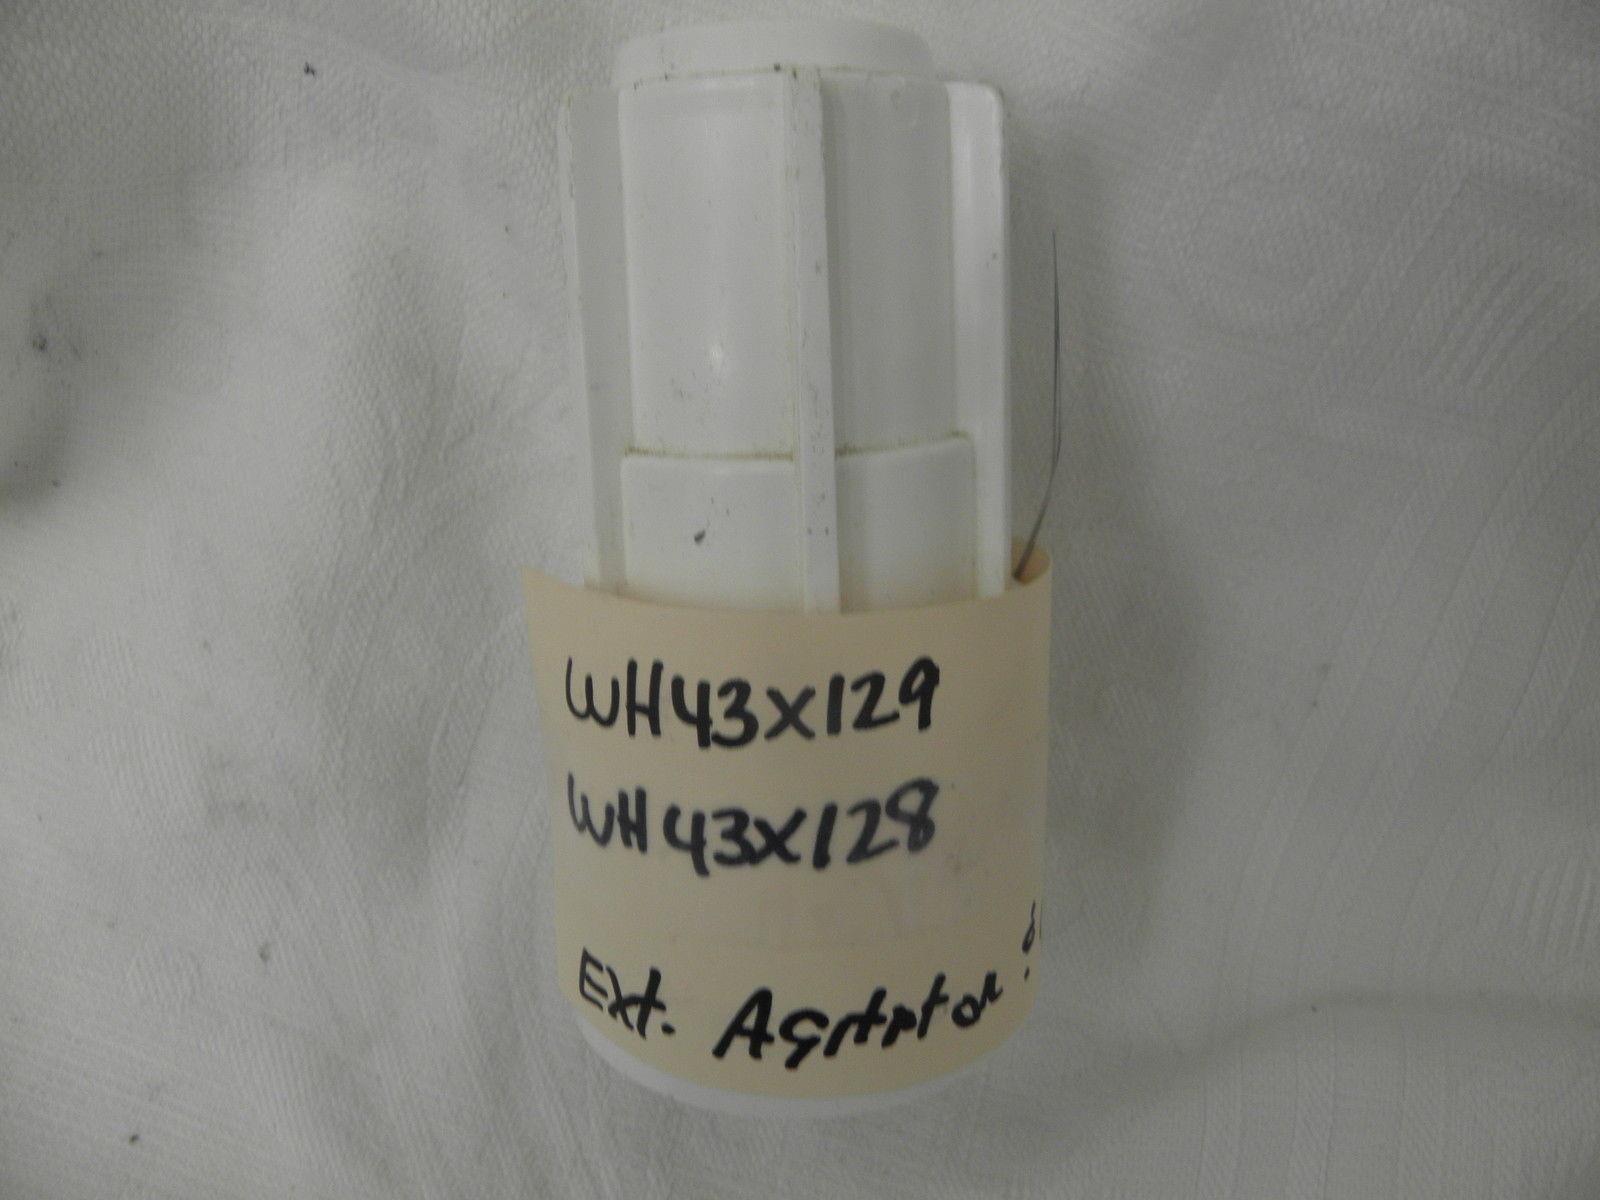 WH43X129
WH43X128
Ext. Agitator